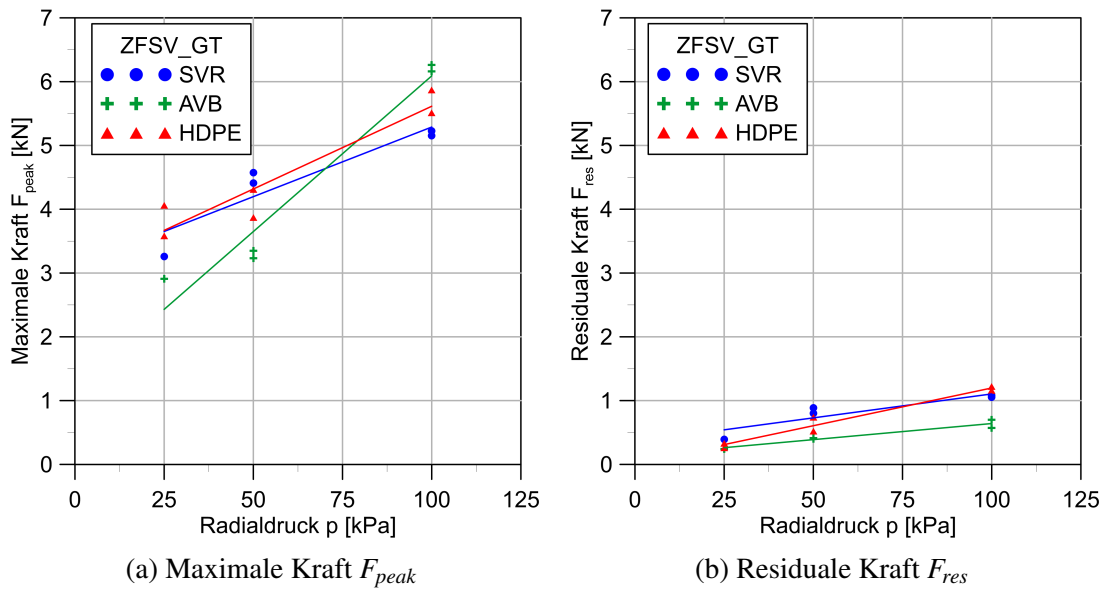 7
6
5
4
3
2
1
0
Maximale Kraft F_peak [kN]
ZFSV_GT
SVR
AVB
HDPE
0 25 50 75 100 125
Radialdruck p [kPa]
(a) Maximale Kraft F_peak
7
6
5
4
3
2
1
0
Residuale Kraft F_res [kN]
ZFSV_GT
SVR
AVB
HDPE
0 25 50 75 100 125
Radialdruck p [kPa]
(b) Residuale Kraft F_res